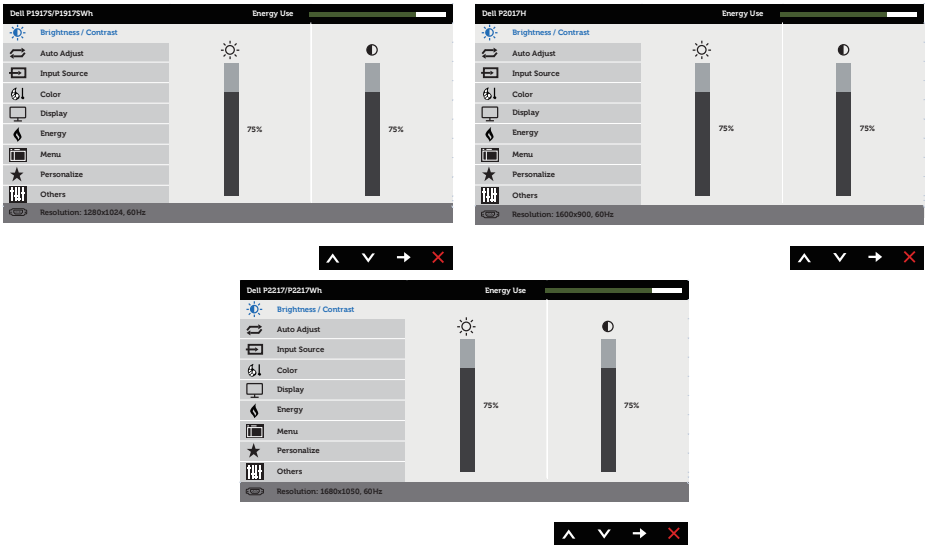 Dell P1917S/P1917SWh Energy Use
Brightness / Contrast
Auto Adjust
Input Source
Color
Display
Energy
Menu
Personalize
Others
75% 75%
Resolution: 1280x1024, 60Hz
Dell P2017H Energy Use
Brightness / Contrast
Auto Adjust
Input Source
Color
Display
Energy
Menu
Personalize
Others
75% 75%
Resolution: 1600x900, 60Hz
Dell P2217/P2217Wh Energy Use
Brightness / Contrast
Auto Adjust
Input Source
Color
Display
Energy
Menu
Personalize
Others
75% 75%
Resolution: 1680x1050, 60Hz